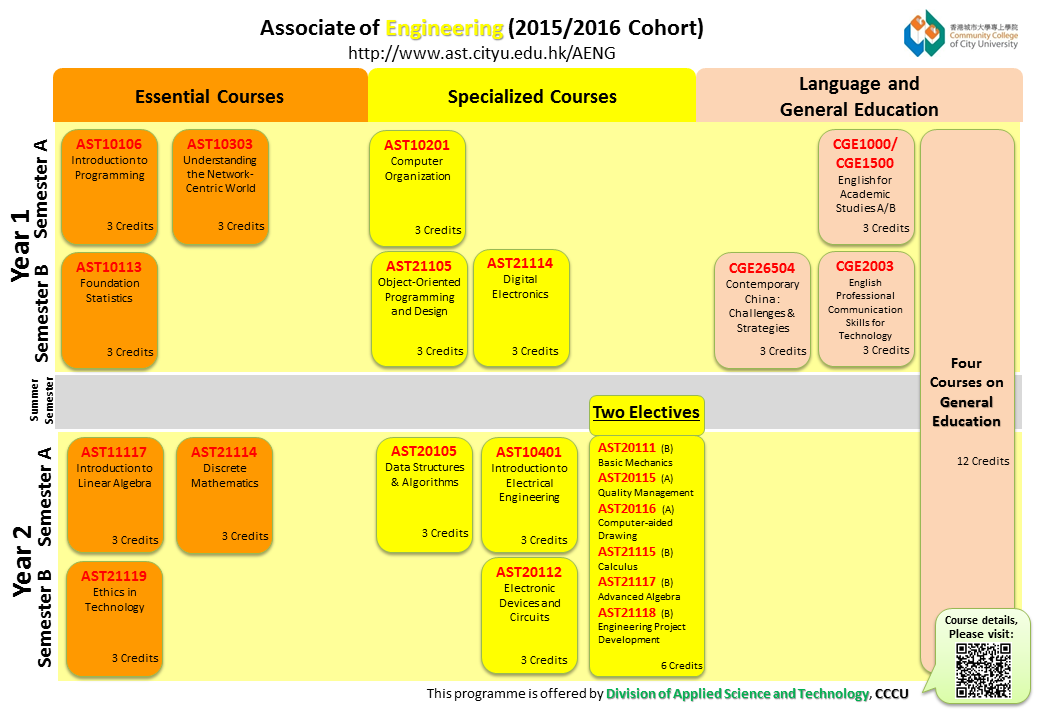 Associate of Engineering (2015/2016 Cohort)
http://www.ast.cityu.edu.hk/AENG
香港城市大學專上學院
Community College
of City University
Essential Courses
Specialized Courses
Language and
General Education
Year 1
Semester A
AST10106
Introduction to
Programming
3 Credits
AST10303
Understanding
the Network-
Centric World
3 Credits
AST10201
Computer
Organization
3 Credits
CGE1000/
CGE1500
English for
Academic
Studies A/B
3 Credits
Semester B
AST10113
Foundation
Statistics
3 Credits
AST21105
Object-Oriented
Programming
and Design
3 Credits
AST21114
Digital
Electronics
3 Credits
CGE26504
Contemporary
China :
Challenges &
Strategies
3 Credits
CGE2003
English
Professional
Communication
Skills for
Technology
3 Credits
Four
Courses on
General
Education
12 Credits
Summer
Semester
Year 2
Semester A
AST11117
Introduction to
Linear Algebra
3 Credits
AST21114
Discrete
Mathematics
3 Credits
AST20105
Data Structures
& Algorithms
3 Credits
AST10401
Introduction to
Electrical
Engineering
3 Credits
Two Electives
AST20111 (B)
Basic Mechanics
AST20115 (A)
Quality Management
AST20116 (A)
Computer-aided
Drawing
AST21115 (B)
Calculus
AST21117 (B)
Advanced Algebra
AST21118 (B)
Engineering Project
Development
6 Credits
Semester B
AST21119
Ethics in
Technology
3 Credits
AST20112
Electronic
Devices and
Circuits
3 Credits
Course details,
Please visit:
This programme is offered by Division of Applied Science and Technology, CCCU